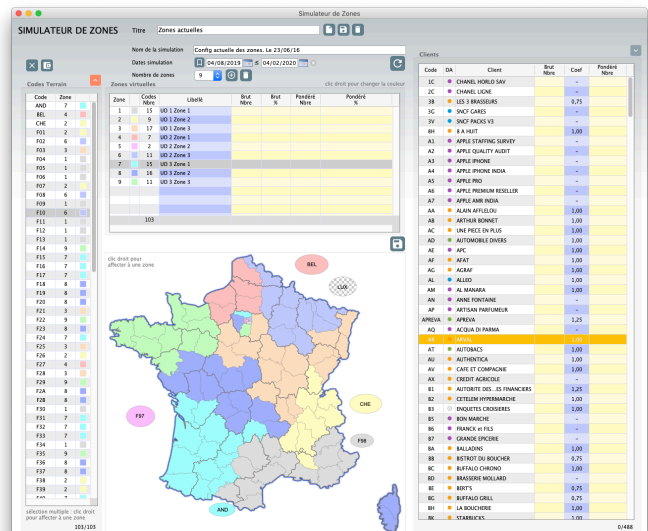 Simulateur de Zones
SIMULATEUR DE ZONES
Titre Zones actuelles
Nom de la simulation Config actuelle des zones. Le 23/06/16
Dates simulation 04/08/2019 ≤ 04/02/2020
Nombre de zones 9
Codes Terrain
Code Zone
AND 7
BEL 4
CHE 2
F01 2
F02 6
F03 3
F04 1
F05 1
F06 1
F07 2
F08 6
F09 1
F10 6
F11 1
F12 1
F13 1
F14 9
F15 7
F16 7
F17 7
F18 8
F19 8
F20 8
F21 3
F22 9
F23 8
F24 7
F25 3
F26 2
F27 4
F28 3
F29 9
F2A 8
F2B 8
F30 1
F31 7
F32 7
F33 7
F34 1
F35 9
F36 8
F37 8
F38 2
F39 2
F40 7
sélection multiple : clic droit
pour affecter à une zone
103/103
Zones virtuelles clic droit pour changer la couleur
Zone Codes Nbre Libellé Brut Nbre Brut % Pondéré Nbre Pondéré %
1 15 UO 1 Zone 1
2 9 UO 1 Zone 2
3 17 UO 1 Zone 3
4 7 UO 2 Zone 1
5 2 UO 2 Zone 2
6 11 UO 2 Zone 3
7 15 UO 3 Zone 1
8 16 UO 3 Zone 2
9 11 UO 3 Zone 3
103
clic droit pour
affecter à une zone
BEL
LUX
CHE
F97
F98
AND
Clients
Code DA Client Brut Nbre Coef Pondéré Nbre
1C CHANEL HORLO SAV -
2C CHANEL LIGNE -
3B LES 3 BRASSEURS 0,75
3G SNCF GARES -
3V SNCF PACKS V3 -
8H 8 A HUIT 1,00
A1 APPLE STAFFING SURVEY -
A2 APPLE QUALITY AUDIT -
A3 APPLE IPHONE -
A4 APPLE IPHONE INDIA -
A5 APPLE PRO -
A6 APPLE PREMIUM RESELLER -
A7 APPLE AMR INDIA -
AA ALAIN AFFLELOU 1,00
AB ARTHUR BONNET 1,00
AC UNE PIECE EN PLUS 1,00
AD AUTOMOBILE DIVERS 1,00
AE APC 1,00
AF AFAT 1,00
AG AGRAF 1,00
AL ALLEO 1,00
AM AL MANARA 1,00
AN ANNE FONTAINE -
AP ARTISAN PARFUMEUR -
APREVA APREVA 1,25
AQ ACQUA DI PARMA -
AR ARVAL 1,00
AT AUTOBACS 1,00
AU AUTHENTICA 1,00
AV CAFE ET COMPAGNIE 1,00
AX CREDIT AGRICOLE -
B1 AUTORITE DES ...ES FINANCIERS 1,25
B2 CETELEM HYPERMARCHE 1,00
B3 ENQUETES CROISIERES 1,00
B5 BON MARCHE -
B6 FRANCK et FILS -
B7 GRANDE EPICERIE -
BA BALLADINS 1,00
BB BISTROT DU BOUCHER 0,75
BC BUFFALO CHRONO 1,00
BD BRASSERIE MOLLARD -
BE BERT'S 0,75
BG BUFFALO GRILL 0,75
BH LA BOUCHERIE 1,00
BK STARBUCKS 1,00
0/488